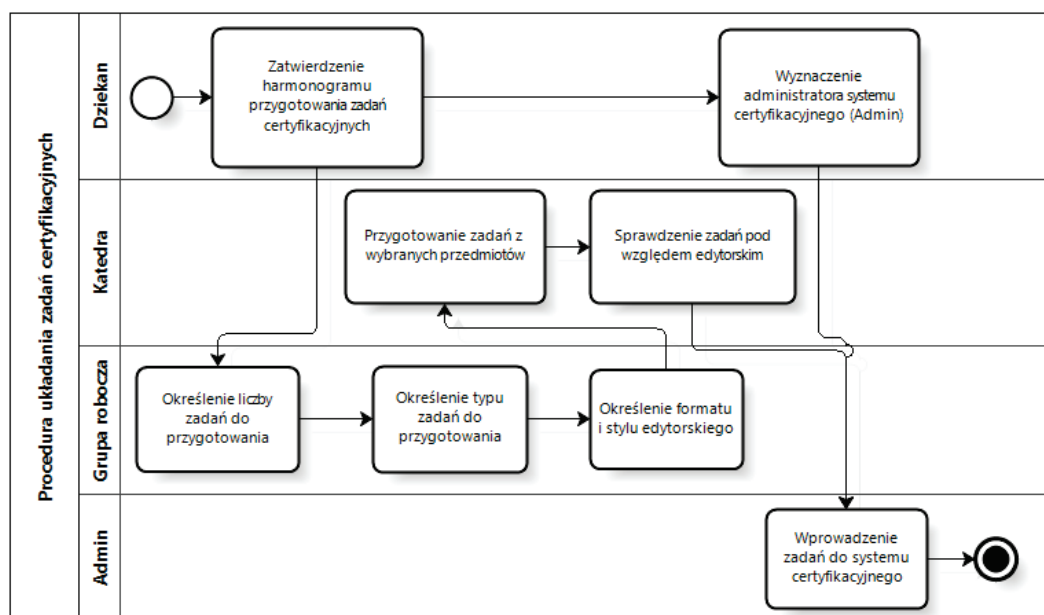 Procedura układania zadań certyfikacyjnych
Dziekan
Zatwierdzenie
harmonogramu
przygotowania zadań
certyfikacyjnych
Wyznaczenie
administratora systemu
certyfikacyjnego (Admin)
Katedra
Przygotowanie zadań z
wybranych przedmiotów
Sprawdzenie zadań pod
względem edytorskim
Grupa robocza
Określenie liczby
zadań do
przygotowania
Określenie typu
zadań do
przygotowania
Określenie formatu
i stylu edytorskiego
Admin
Wprowadzenie
zadań do systemu
certyfikacyjnego